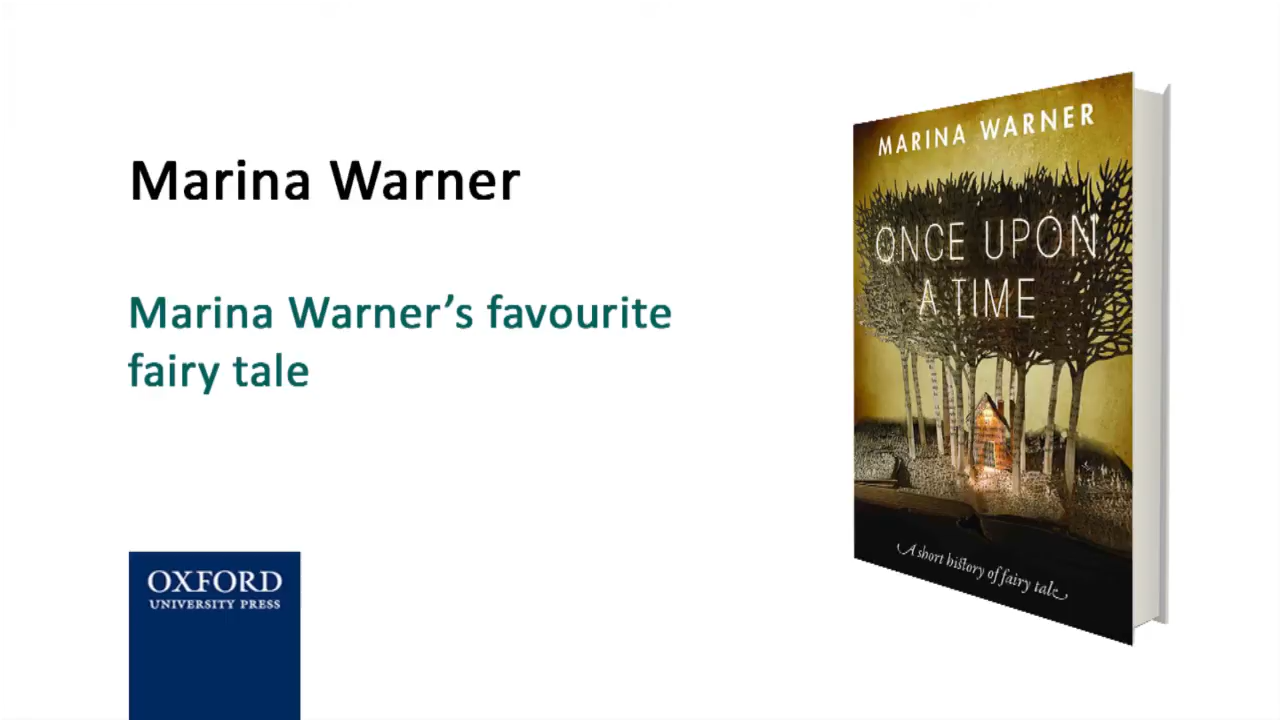 Marina Warner
Marina Warner’s favourite
fairy tale
OXFORD
UNIVERSITY PRESS
MARINA WARNER
ONCE UPON
A TIME
A short history of fairy tale